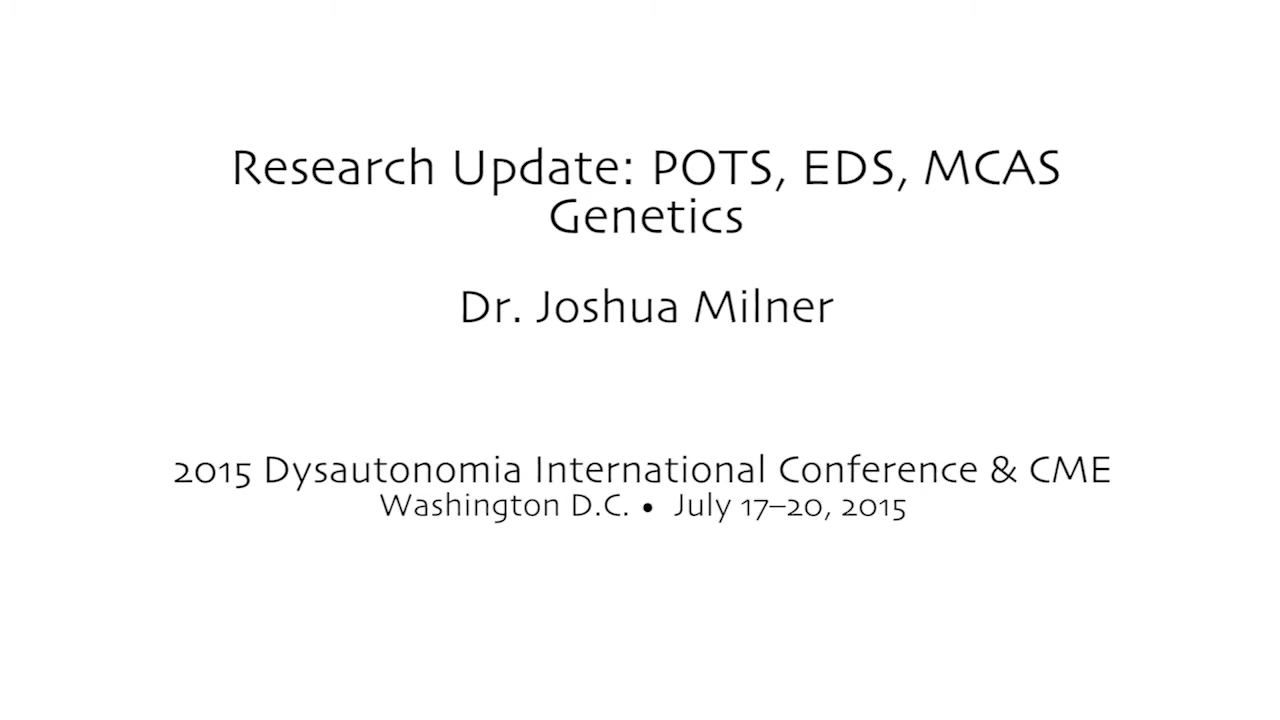 Research Update: POTS, EDS, MCAS
Genetics
Dr. Joshua Milner
2015 Dysautonomia International Conference & CME
Washington D.C. • July 17–20, 2015